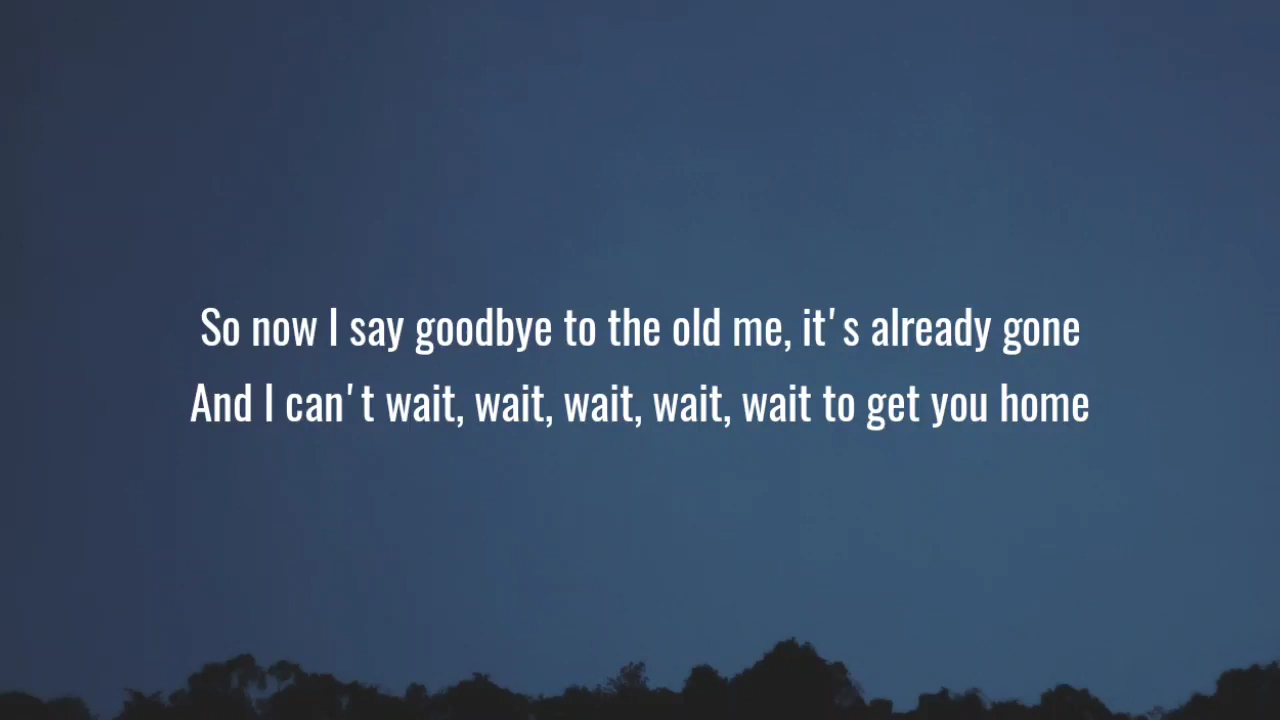 So now I say goodbye to the old me, it's already gone
And I can't wait, wait, wait, wait, wait to get you home